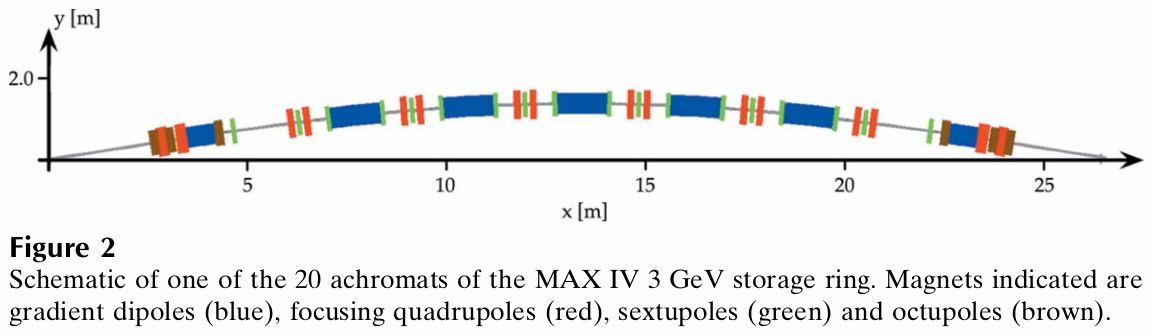 y [m]
2.0
5 10 15 20 25
x [m]
Figure 2
Schematic of one of the 20 achromats of the MAX IV 3 GeV storage ring. Magnets indicated are
gradient dipoles (blue), focusing quadrupoles (red), sextupoles (green) and octupoles (brown).